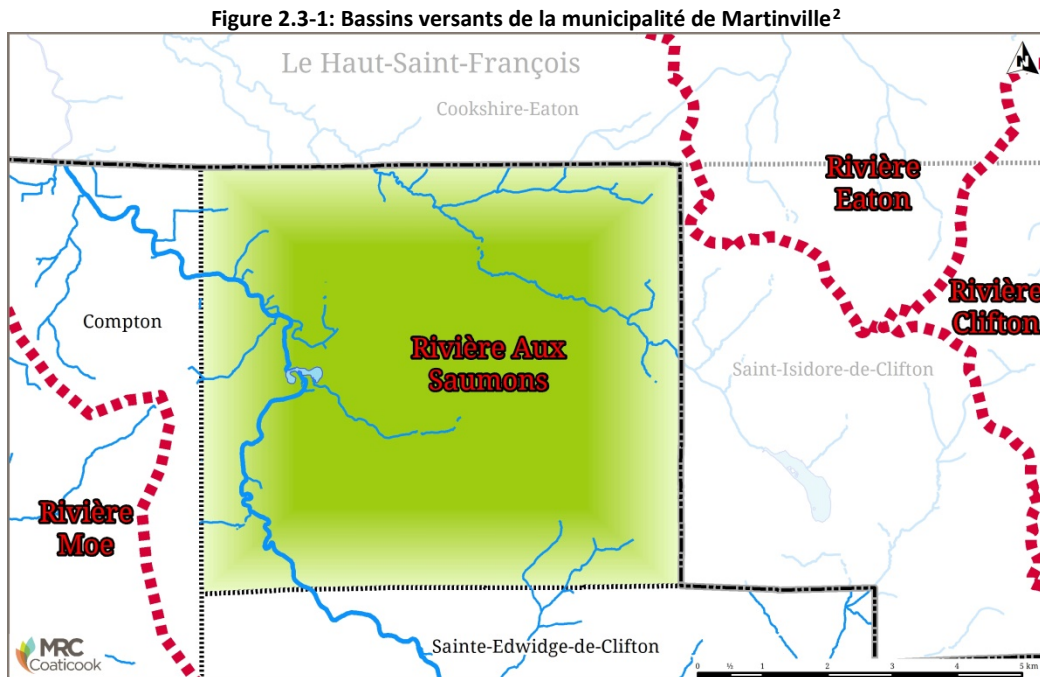 Figure 2.3-1: Bassins versants de la municipalité de Martinville²
Le Haut-Saint-François
Cookshire-Eaton
N
Rivière
Eaton
Rivière
Clifton
Compton
Rivière Aux
Saumons
Saint-Isidore-de-Clifton
Rivière
Moe
Sainte-Edwidge-de-Clifton
MRC
Coaticook
0 ½ 1 2 3 4 5 km